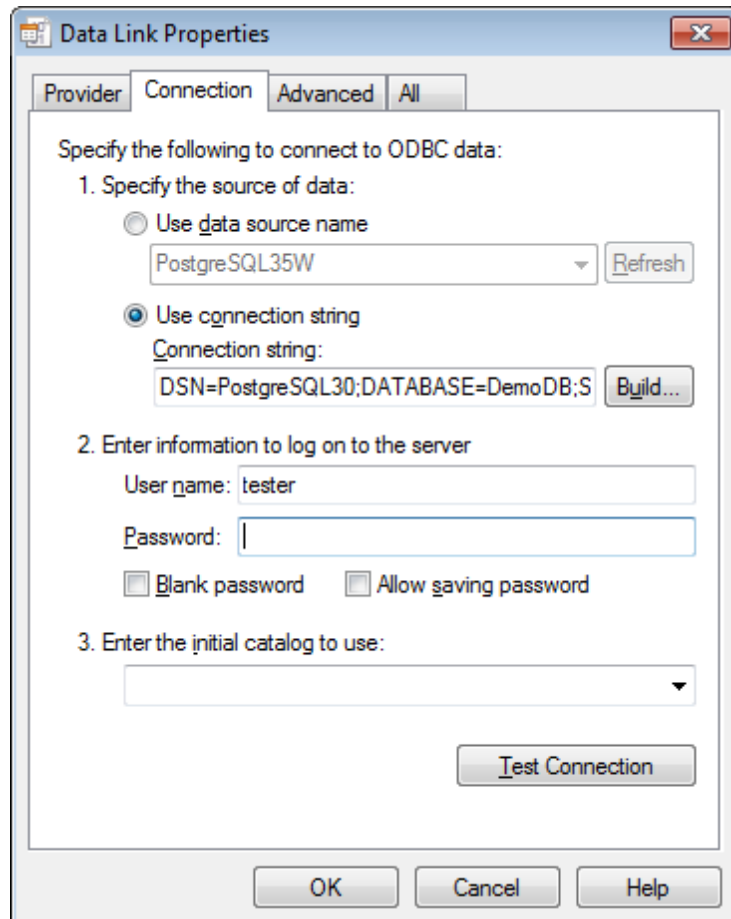 Data Link Properties
Provider Connection Advanced All
Specify the following to connect to ODBC data:
1. Specify the source of data:
Use data source name
PostgreSQL35W Refresh
Use connection string
Connection string:
DSN=PostgreSQL30;DATABASE=DemoDB;S Build...
2. Enter information to log on to the server
User name: tester
Password:
Blank password Allow saving password
3. Enter the initial catalog to use:
Test Connection
OK Cancel Help